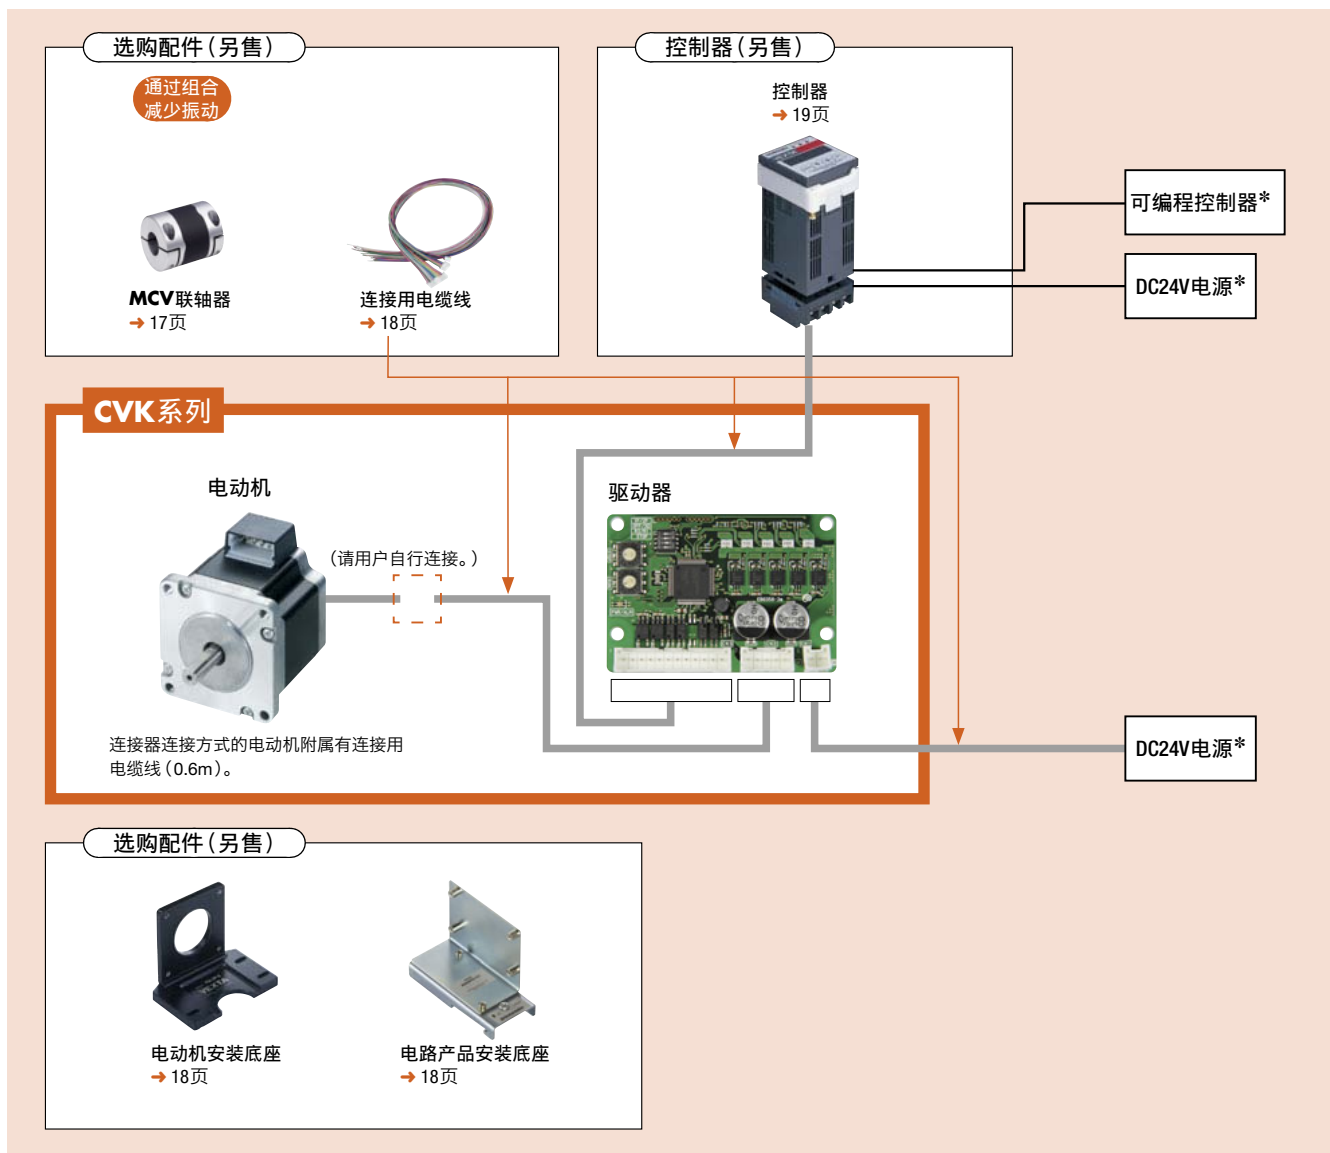 选购配件（另售）
通过组合
减少振动
MCV联轴器
➜ 17页
连接用电缆线
➜ 18页
控制器（另售）
控制器
➜ 19页
可编程控制器*
DC24V电源*
CVK系列
电动机
（请用户自行连接。）
驱动器
连接器连接方式的电动机附属有连接用
电缆线（0.6m）。
DC24V电源*
选购配件（另售）
VEXTA
电动机安装底座
➜ 18页
电路产品安装底座
➜ 18页